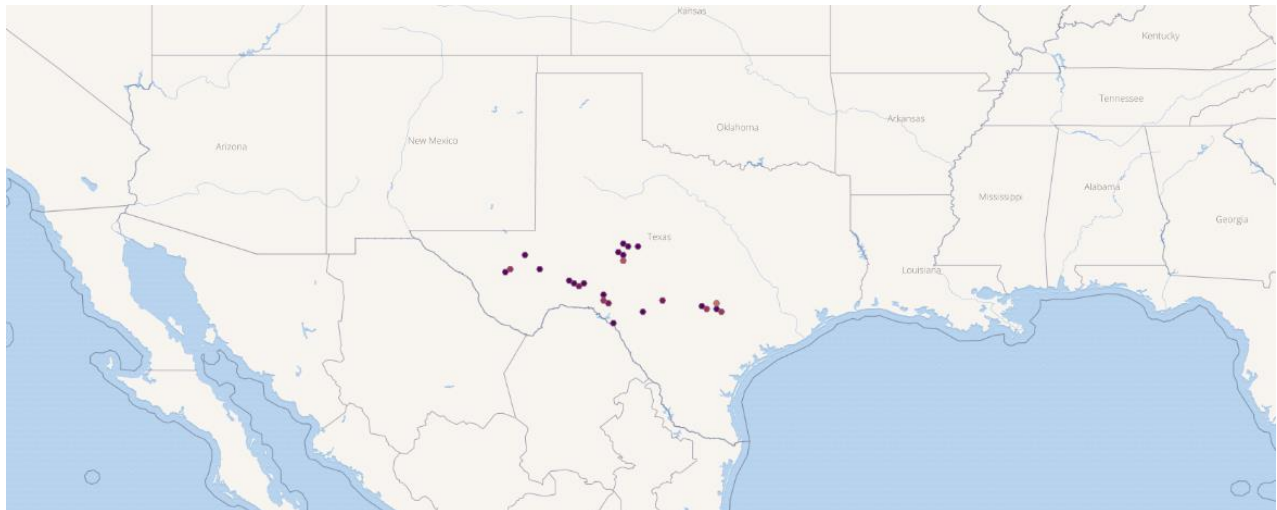 Kansas
Kentucky
Tennessee
Oklahoma
Arkansas
New Mexico
Arizona
Mississippi
Alabama
Georgia
Texas
Louisiana